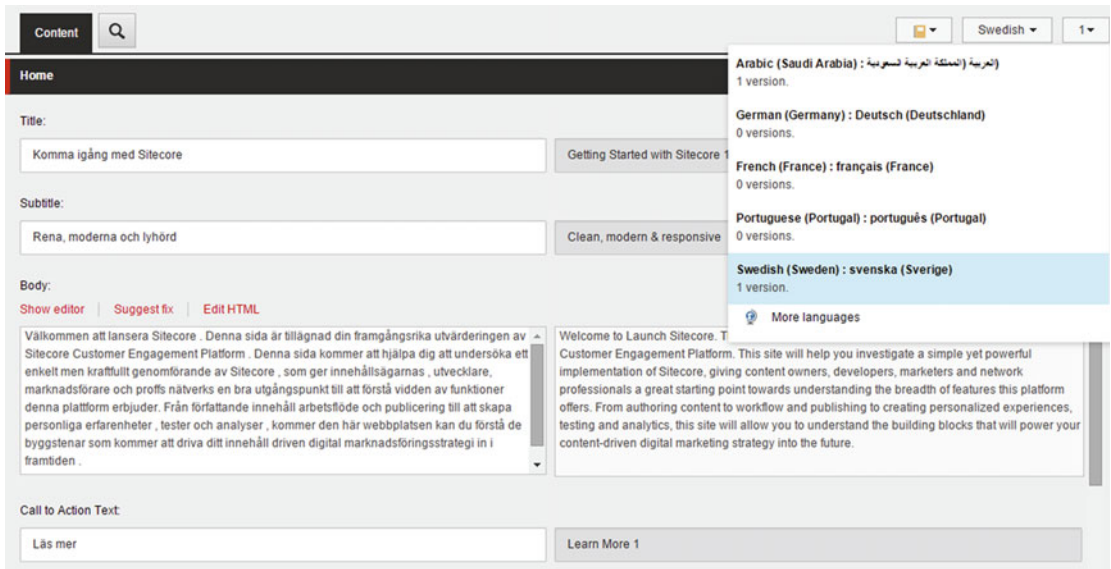 Content
Swedish
1
Home
Arabic (Saudi Arabia) : العربية (المملكة العربية السعودية)
1 version.
German (Germany) : Deutsch (Deutschland)
0 versions.
French (France) : français (France)
0 versions.
Portuguese (Portugal) : português (Portugal)
0 versions.
Swedish (Sweden) : svenska (Sverige)
1 version.
More languages
Title:
Komma igång med Sitecore
Getting Started with Sitecore 1
Subtitle:
Rena, moderna och lyhörd
Clean, modern & responsive
Body:
Show editor
Suggest fix
Edit HTML
Välkommen att lansera Sitecore . Denna sida är tillägnad din framgångsrika utvärderingen av
Sitecore Customer Engagement Platform . Denna sida kommer att hjälpa dig att undersöka ett
enkelt men kraftfullt genomförande av Sitecore , som ger innehållsägarnas , utvecklare,
marknadsförare och proffs nätverks en bra utgångspunkt till att förstå vidden av funktioner
denna plattform erbjuder. Från författande innehåll arbetsflöde och publicering till att skapa
personliga erfarenheter , tester och analyser , kommer den här webbplatsen kan du förstå de
byggstenar som kommer att driva ditt innehåll driven digital marknadsföringsstrategi in i
framtiden .
Welcome to Launch Sitecore. T
Customer Engagement Platform. This site will help you investigate a simple yet powerful
implementation of Sitecore, giving content owners, developers, marketers and network
professionals a great starting point towards understanding the breadth of features this platform
offers. From authoring content to workflow and publishing to creating personalized experiences,
testing and analytics, this site will allow you to understand the building blocks that will power your
content-driven digital marketing strategy into the future.
Call to Action Text:
Läs mer
Learn More 1